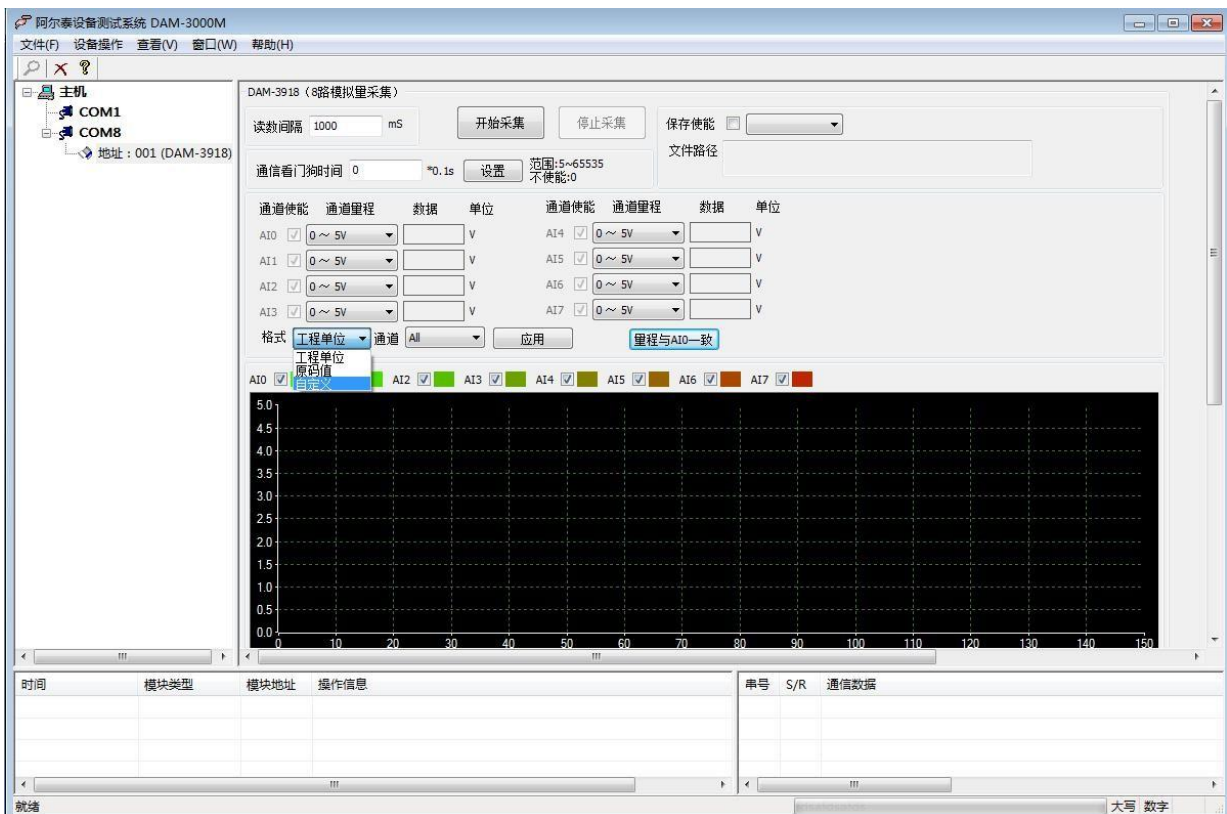 阿尔泰设备测试系统 DAM-3000M
文件(F) 设备操作 查看(V) 窗口(W) 帮助(H)
主机
COM1
COM8
地址：001 (DAM-3918)
DAM-3918（8路模拟量采集）
读数间隔 1000 mS 开始采集 停止采集 保存使能
文件路径
通信看门狗时间 0 *0.1s 设置 范围:5~65535
不使能:0
通道使能 通道里程 数据 单位 通道使能 通道里程 数据 单位
AI0 0～ 5V V AI4 0～ 5V V
AI1 0～ 5V V AI5 0～ 5V V
AI2 0～ 5V V AI6 0～ 5V V
AI3 0～ 5V V AI7 0～ 5V V
格式 工程单位 通道 All 应用 里程与AI0一致
工程单位
原码值
自定义
AI0 AI2 AI3 AI4 AI5 AI6 AI7
5.0
4.5
4.0
3.5
3.0
2.5
2.0
1.5
1.0
0.5
0.0
0 10 20 30 40 50 60 70 80 90 100 110 120 130 140 150
时间 模块类型 模块地址 操作信息 串号 S/R 通信数据
就绪 大写 数字